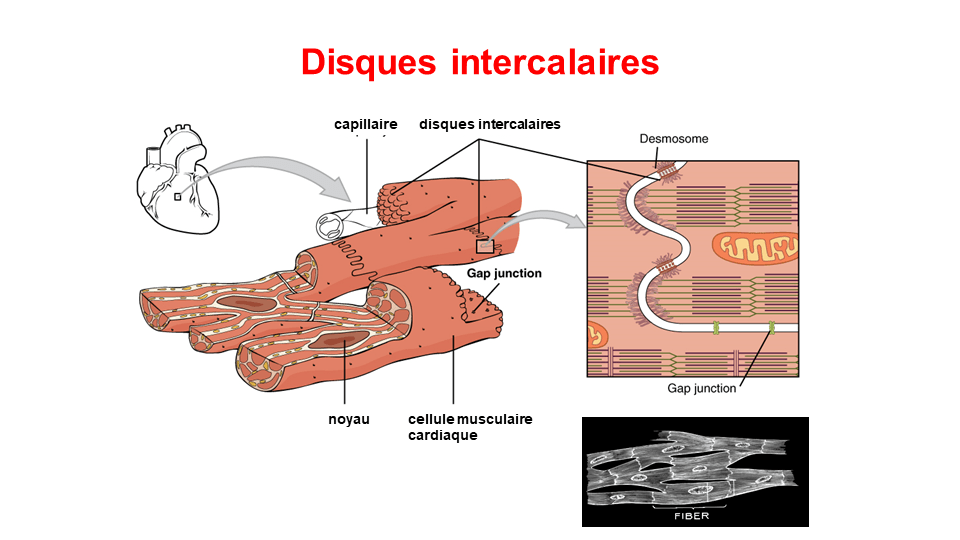 Disques intercalaires
capillaire
disques intercalaires
Desmosome
Gap junction
Gap junction
noyau
cellule musculaire
cardiaque
FIBER